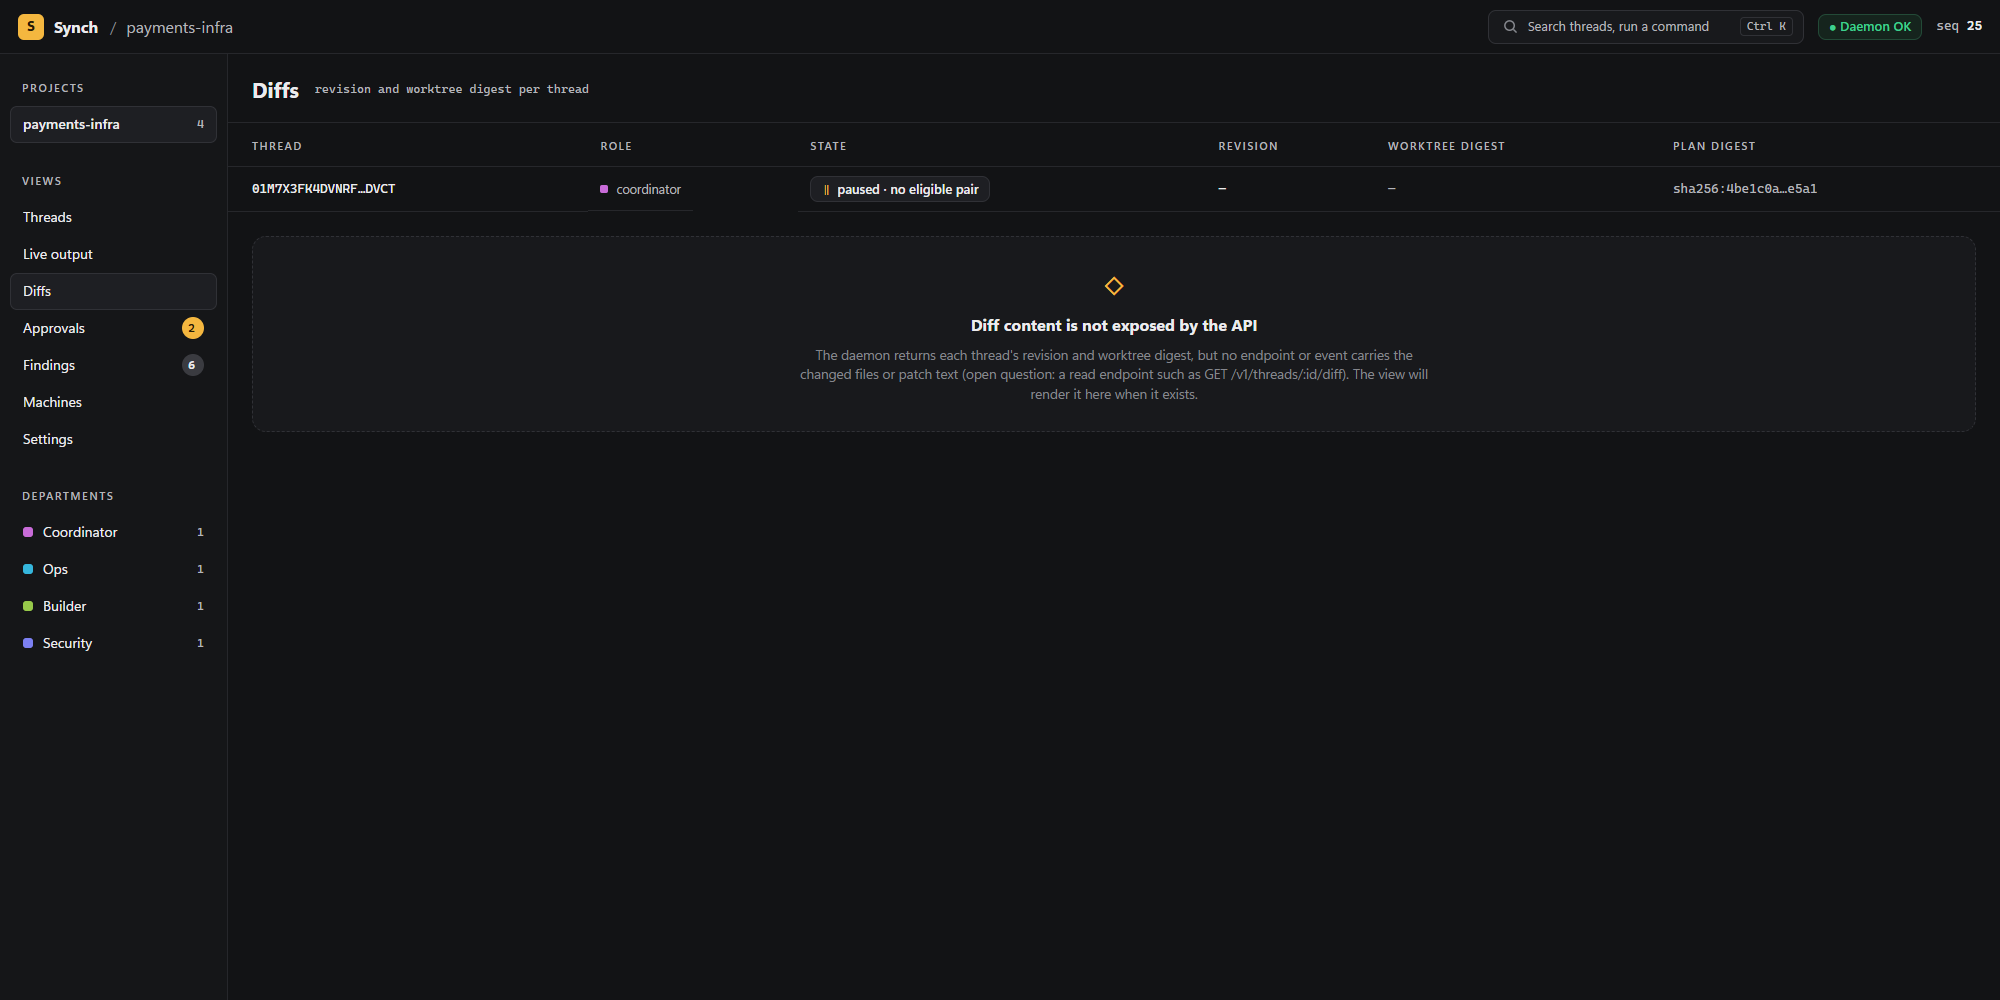 S Synch / payments-infra
Search threads, run a command Ctrl K
Daemon OK
seq 25
PROJECTS
payments-infra 4
VIEWS
Threads
Live output
Diffs
Approvals 2
Findings 6
Machines
Settings
DEPARTMENTS
Coordinator 1
Ops 1
Builder 1
Security 1
Diffs revision and worktree digest per thread
THREAD ROLE STATE REVISION WORKTREE DIGEST PLAN DIGEST
01M7X3FK4DVNRF…DVCT coordinator paused · no eligible pair — — sha256:4be1c0a…e5a1
Diff content is not exposed by the API
The daemon returns each thread's revision and worktree digest, but no endpoint or event carries the
changed files or patch text (open question: a read endpoint such as GET /v1/threads/:id/diff). The view will
render it here when it exists.